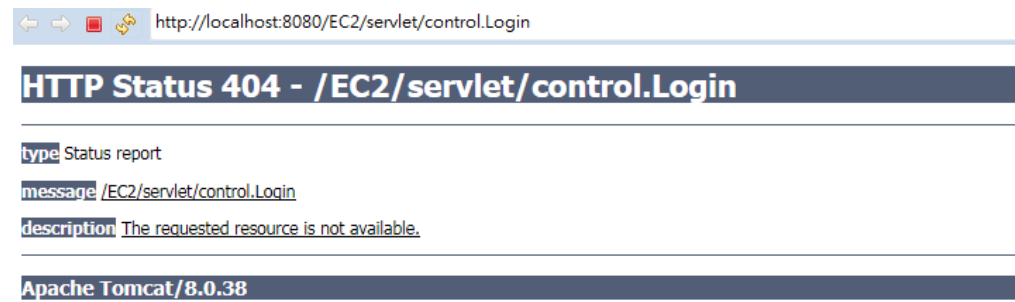 http://localhost:8080/EC2/servlet/control.Login
HTTP Status 404 - /EC2/servlet/control.Login
type Status report
message /EC2/servlet/control.Login
description The requested resource is not available.
Apache Tomcat/8.0.38